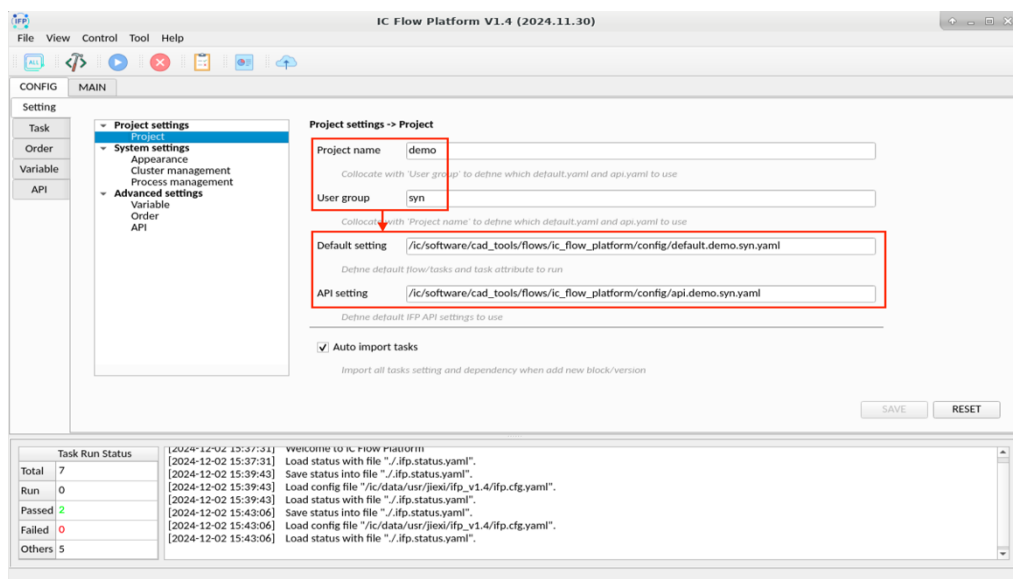 IFP
IC Flow Platform V1.4 (2024.11.30)
File View Control Tool Help
ALL
CONFIG MAIN
Setting
Task
Order
Variable
API
Project settings
Project
System settings
Appearance
Cluster management
Process management
Advanced settings
Variable
Order
API
Project settings -> Project
Project name demo
Collocate with 'User group' to define which default.yaml and api.yaml to use
User group syn
Collocate with 'Project name' to define which default.yaml and api.yaml to use
Default setting /ic/software/cad_tools/flows/ic_flow_platform/config/default.demo.syn.yaml
Define default flow/tasks and task attribute to run
API setting /ic/software/cad_tools/flows/ic_flow_platform/config/api.demo.syn.yaml
Define default IFP API settings to use
Auto import tasks
Import all tasks setting and dependency when add new block/version
SAVE RESET
Task Run Status
Total 7
Run 0
Passed 2
Failed 0
Others 5
[2024-12-02 15:37:31] Welcome to IC Flow Platform
[2024-12-02 15:37:31] Load status with file "./.ifp.status.yaml".
[2024-12-02 15:39:43] Save status into file "./.ifp.status.yaml".
[2024-12-02 15:39:43] Load config file "/ic/data/usr/jiexi/ifp_v1.4/ifp.cfg.yaml".
[2024-12-02 15:39:43] Load status with file "./.ifp.status.yaml".
[2024-12-02 15:43:06] Save status into file "./.ifp.status.yaml".
[2024-12-02 15:43:06] Load config file "/ic/data/usr/jiexi/ifp_v1.4/ifp.cfg.yaml".
[2024-12-02 15:43:06] Load status with file "./.ifp.status.yaml".